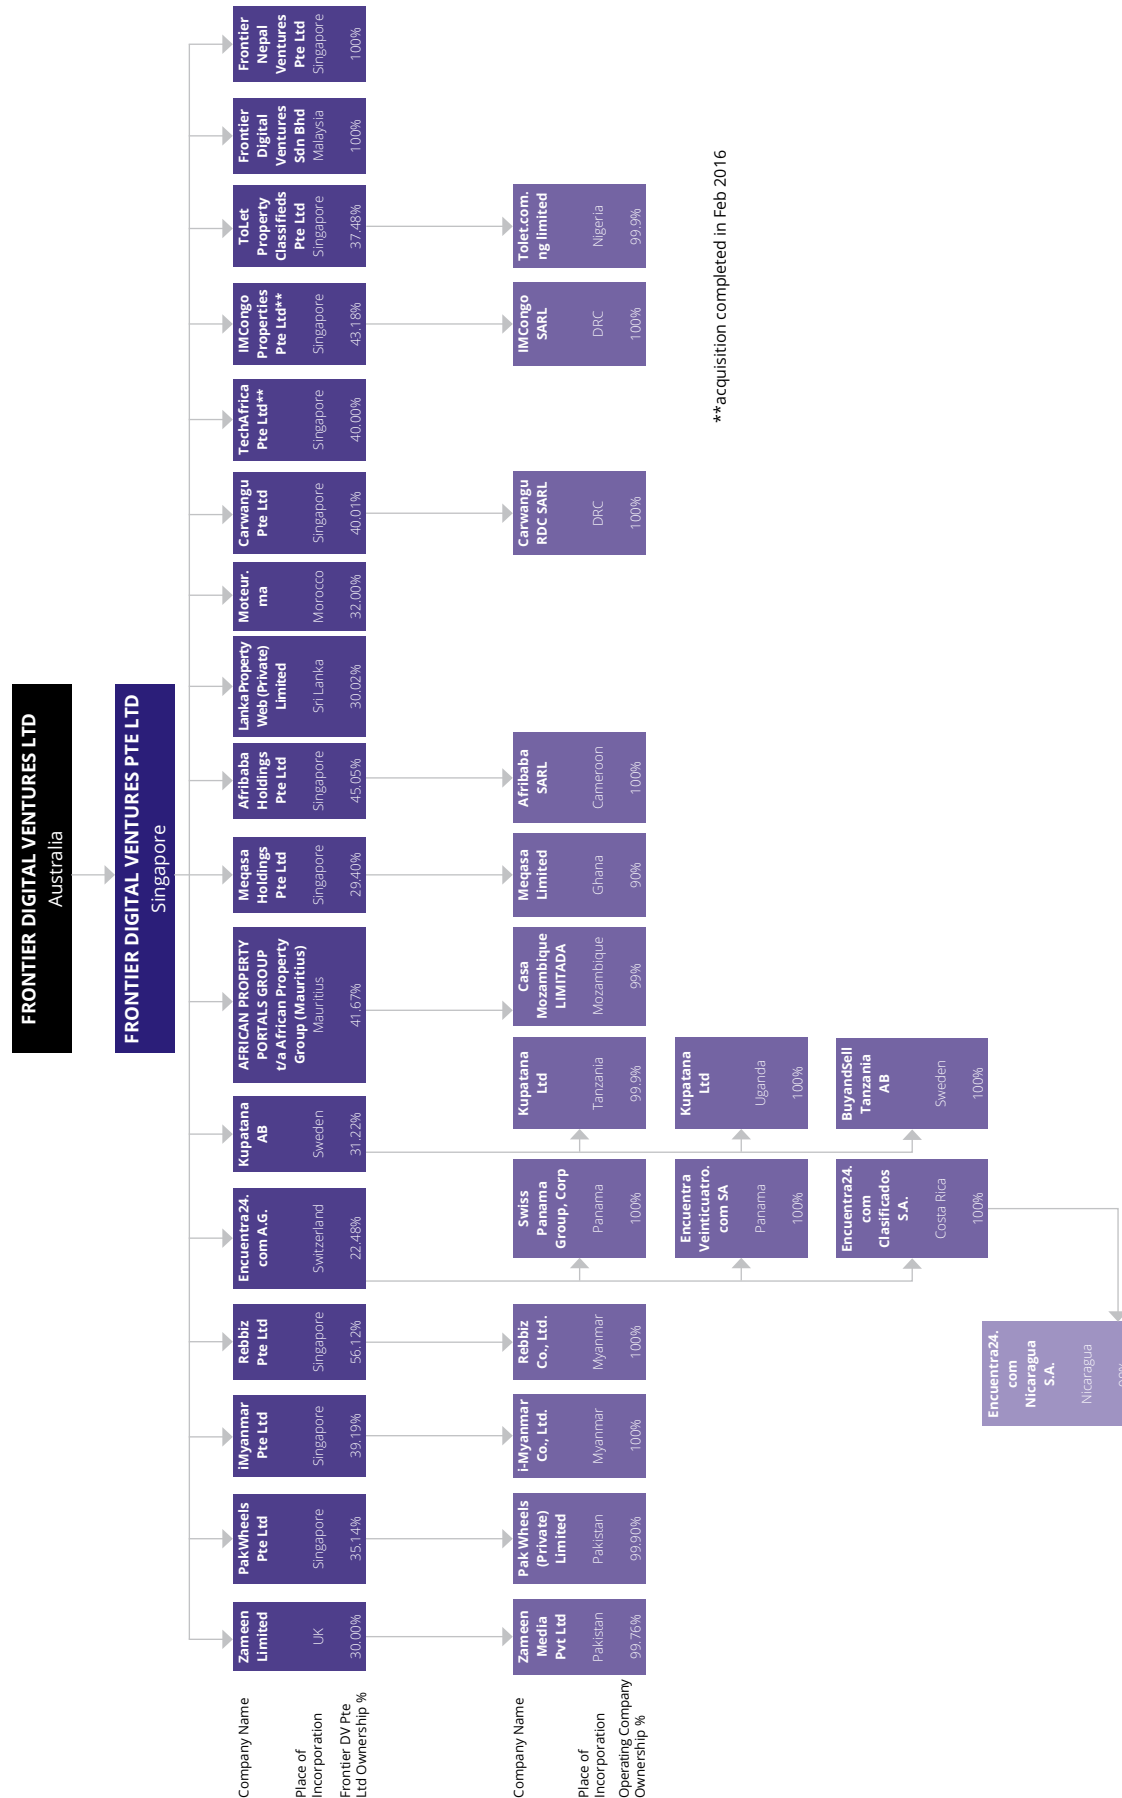 FRONTIER DIGITAL VENTURES LTD
Australia
FRONTIER DIGITAL VENTURES PTE LTD
Singapore
Company Name
Place of
Incorporation
Frontier DV Pte
Ltd Ownership %
Zameen
Limited
UK
30.00%
PakWheels
Pte Ltd
Singapore
35.14%
iMyanmar
Pte Ltd
Singapore
39.19%
Rebbiz
Pte Ltd
Singapore
56.12%
Encuentra24.
com A.G.
Switzerland
22.48%
Kupatana
AB
Sweden
31.22%
AFRICAN PROPERTY
PORTALS GROUP
t/a African Property
Group (Mauritius)
Mauritius
41.67%
Meqasa
Holdings
Pte Ltd
Singapore
29.40%
Afribaba
Holdings
Pte Ltd
Singapore
45.05%
LankaProperty
Web (Private)
Limited
Sri Lanka
30.02%
Moteur.
ma
Morocco
32.00%
Carwangu
Pte Ltd
Singapore
40.01%
TechAfrica
Pte Ltd**
Singapore
40.00%
IMCongo
Properties
Pte Ltd**
Singapore
43.18%
ToLet
Property
Classifieds
Pte Ltd
Singapore
37.48%
Frontier
Digital
Ventures
Sdn Bhd
Malaysia
100%
Frontier
Nepal
Ventures
Pte Ltd
Singapore
100%
Company Name
Place of
Incorporation
Operating Company
Ownership %
Zameen
Media
Pvt Ltd
Pakistan
99.76%
Pak Wheels
(Private)
Limited
Pakistan
99.90%
i-Myanmar
Co., Ltd.
Myanmar
100%
Rebbiz
Co., Ltd.
Myanmar
100%
Swiss
Panama
Group, Corp
Panama
100%
Kupatana
Ltd
Tanzania
99.9%
Casa
Mozambique
LIMITADA
Mozambique
99%
Meqasa
Limited
Ghana
90%
Afribaba
SARL
Cameroon
100%
Carwangu
RDC SARL
DRC
100%
IMCongo
SARL
DRC
100%
Tolet.com.
ng limited
Nigeria
99.9%
Encuentra
Veinticuatro.
com SA
Panama
100%
Kupatana
Ltd
Uganda
100%
**acquisition completed in Feb 2016
Encuentra24.
com
Clasificados
S.A.
Costa Rica
100%
BuyandSell
Tanzania
AB
Sweden
100%
Encuentra24.
com
Nicaragua
S.A.
Nicaragua